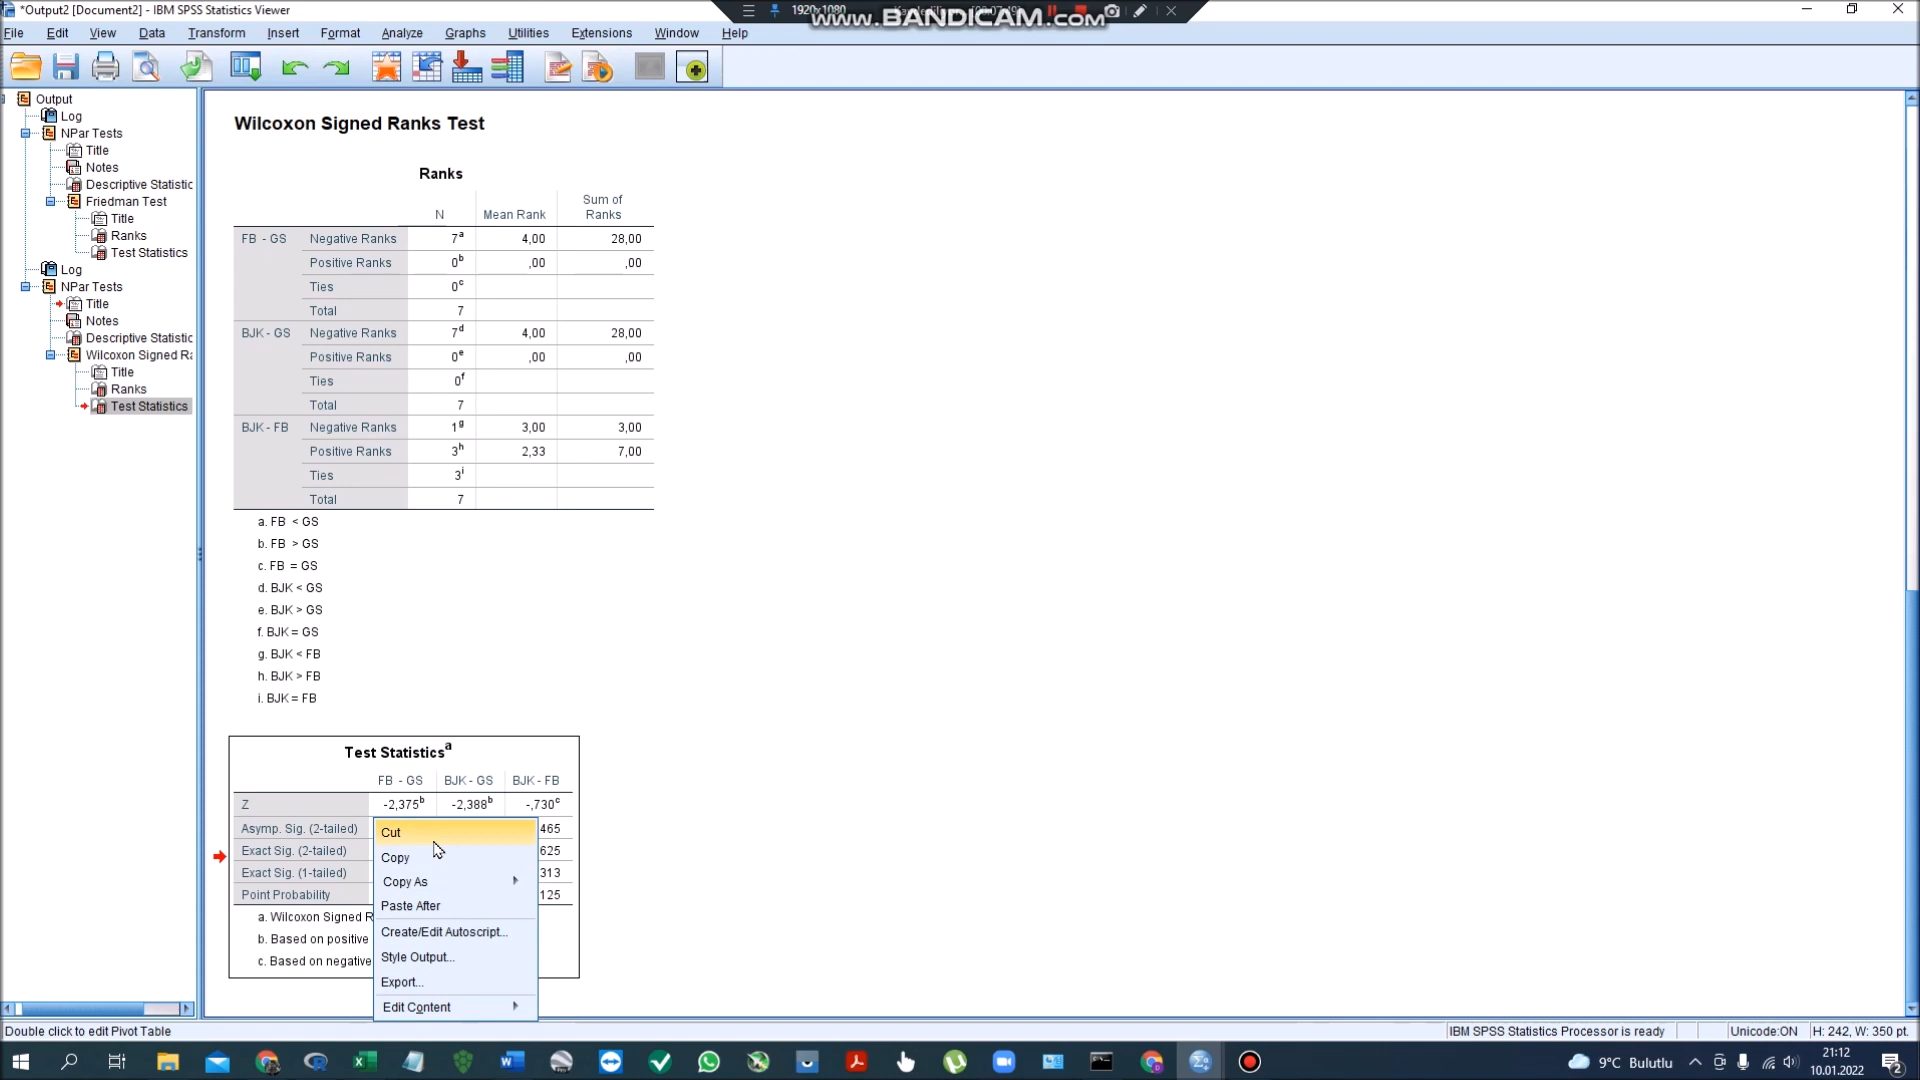 *Output2 [Document2] - IBM SPSS Statistics Viewer
1920x1080
www.BANDICAM.com
File Edit View Data Transform Insert Format Analyze Graphs Utilities Extensions Window Help
Output
Log
NPar Tests
Title
Notes
Descriptive Statistic
Friedman Test
Title
Ranks
Test Statistics
Log
NPar Tests
Title
Notes
Descriptive Statistic
Wilcoxon Signed Ra
Title
Ranks
Test Statistics
Wilcoxon Signed Ranks Test
Ranks
N Mean Rank Sum of Ranks
FB - GS Negative Ranks 7a 4,00 28,00
Positive Ranks 0b ,00 ,00
Ties 0c
Total 7
BJK - GS Negative Ranks 7d 4,00 28,00
Positive Ranks 0e ,00 ,00
Ties 0f
Total 7
BJK - FB Negative Ranks 1g 3,00 3,00
Positive Ranks 3h 2,33 7,00
Ties 3i
Total 7
a. FB < GS
b. FB > GS
c. FB = GS
d. BJK < GS
e. BJK > GS
f. BJK = GS
g. BJK < FB
h. BJK > FB
i. BJK = FB
Test Statisticsa
FB - GS BJK - GS BJK - FB
Z -2,375b -2,388b -,730c
Asymp. Sig. (2-tailed) 465
Exact Sig. (2-tailed) 625
Exact Sig. (1-tailed) 313
Point Probability 125
a. Wilcoxon Signed R
b. Based on positive
c. Based on negative
Cut
Copy
Copy As
Paste After
Create/Edit Autoscript...
Style Output...
Export...
Edit Content
Double click to edit Pivot Table
IBM SPSS Statistics Processor is ready Unicode:ON H: 242, W: 350 pt.
9°C Bulutlu
21:12
10.01.2022
2